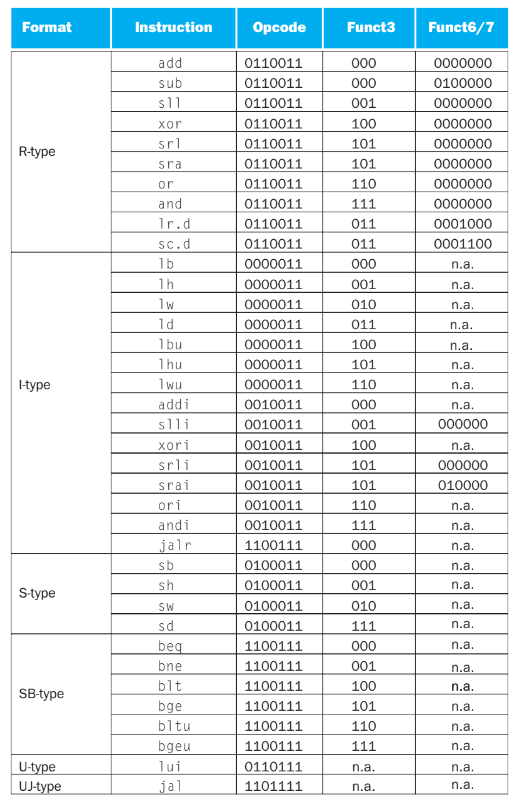 Format Instruction Opcode Funct3 Funct6/7
R-type
add 0110011 000 0000000
sub 0110011 000 0100000
sll 0110011 001 0000000
xor 0110011 100 0000000
srl 0110011 101 0000000
sra 0110011 101 0000000
or 0110011 110 0000000
and 0110011 111 0000000
lr.d 0110011 011 0001000
sc.d 0110011 011 0001100
I-type
lb 0000011 000 n.a.
lh 0000011 001 n.a.
lw 0000011 010 n.a.
ld 0000011 011 n.a.
lbu 0000011 100 n.a.
lhu 0000011 101 n.a.
lwu 0000011 110 n.a.
addi 0010011 000 n.a.
slli 0010011 001 000000
xori 0010011 100 n.a.
srli 0010011 101 000000
srai 0010011 101 010000
ori 0010011 110 n.a.
andi 0010011 111 n.a.
jalr 1100111 000 n.a.
S-type
sb 0100011 000 n.a.
sh 0100011 001 n.a.
sw 0100011 010 n.a.
sd 0100011 111 n.a.
SB-type
beq 1100111 000 n.a.
bne 1100111 001 n.a.
blt 1100111 100 n.a.
bge 1100111 101 n.a.
bltu 1100111 110 n.a.
bgeu 1100111 111 n.a.
U-type lui 0110111 n.a. n.a.
UJ-type jal 1101111 n.a. n.a.